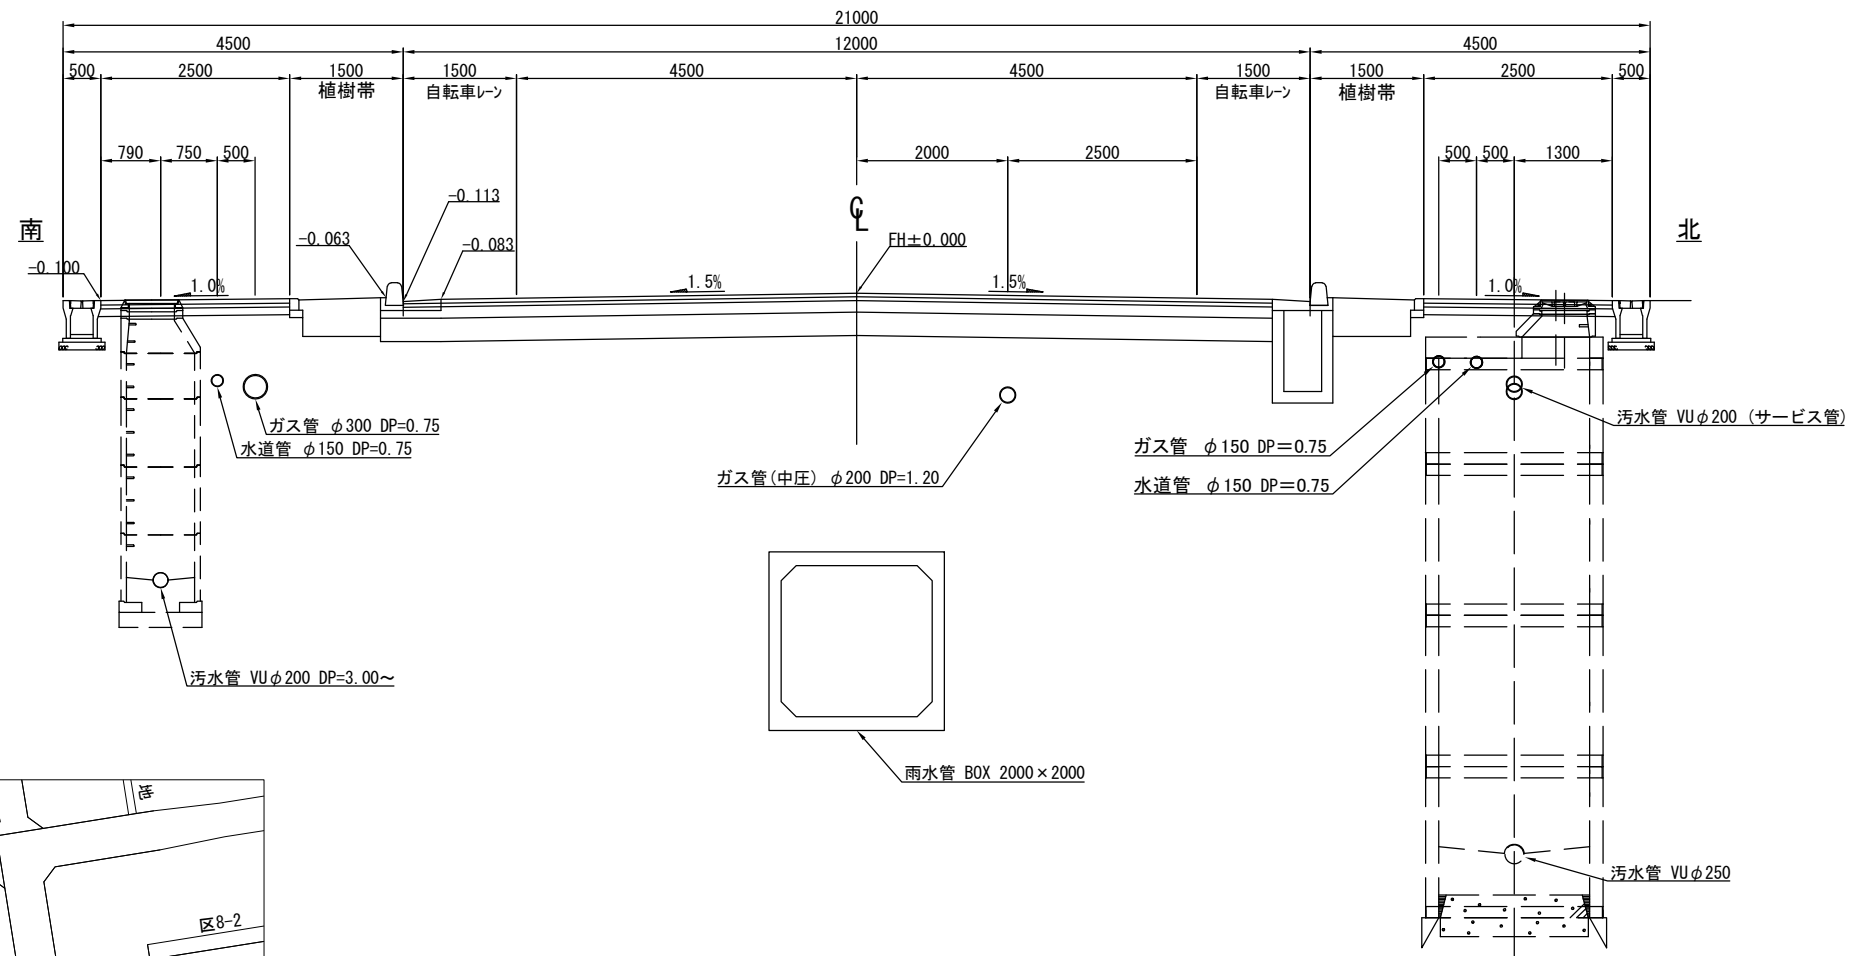 21000
4500 12000 4500
500 2500 1500 1500 4500 4500 1500 1500 2500 500
植樹帯 自転車ﾚｰﾝ 自転車ﾚｰﾝ 植樹帯
790 750 500 2000 2500 500 500 1300
-0.113
南 北
-0.063 -0.083 FH±0.000
-0.100
1.0% 1.5% 1.5% 1.0%
ガス管 φ300 DP=0.75
水道管 φ150 DP=0.75
ガス管(中圧) φ200 DP=1.20
ガス管 φ150 DP＝0.75
水道管 φ150 DP＝0.75
汚水管 VUφ200 (サービス管)
汚水管 VUφ200 DP=3.00～
雨水管 BOX 2000×2000
汚水管 VUφ250
区8-2